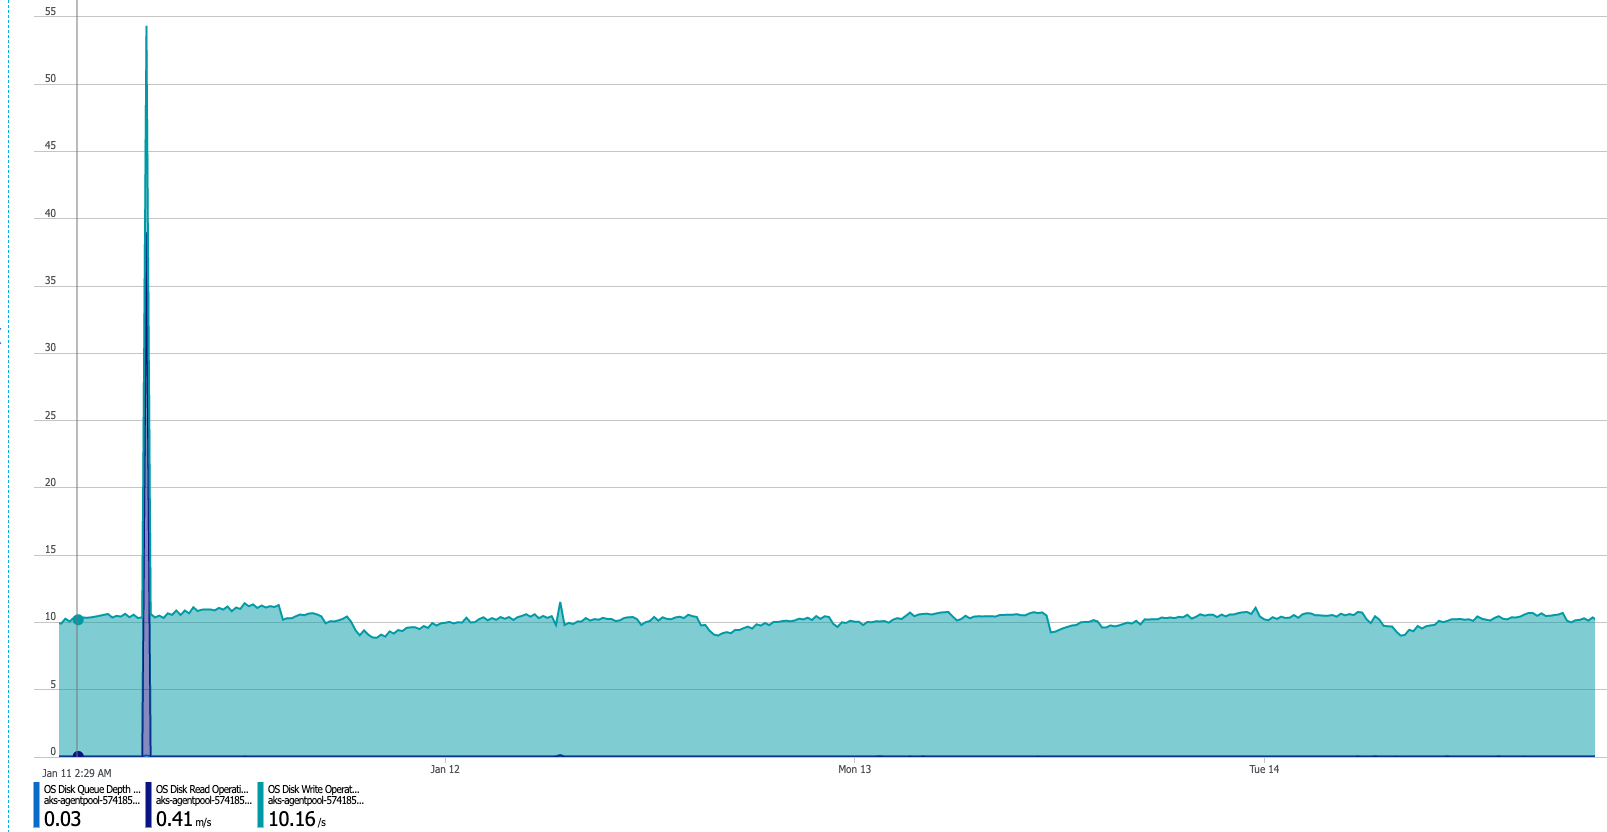 55
50
45
40
35
30
25
20
15
10
5
0
Jan 11 2:29 AM
Jan 12
Mon 13
Tue 14
OS Disk Queue Depth ...
aks-agentpool-574185...
0.03
OS Disk Read Operati...
aks-agentpool-574185...
0.41 m/s
OS Disk Write Operat...
aks-agentpool-574185...
10.16 /s